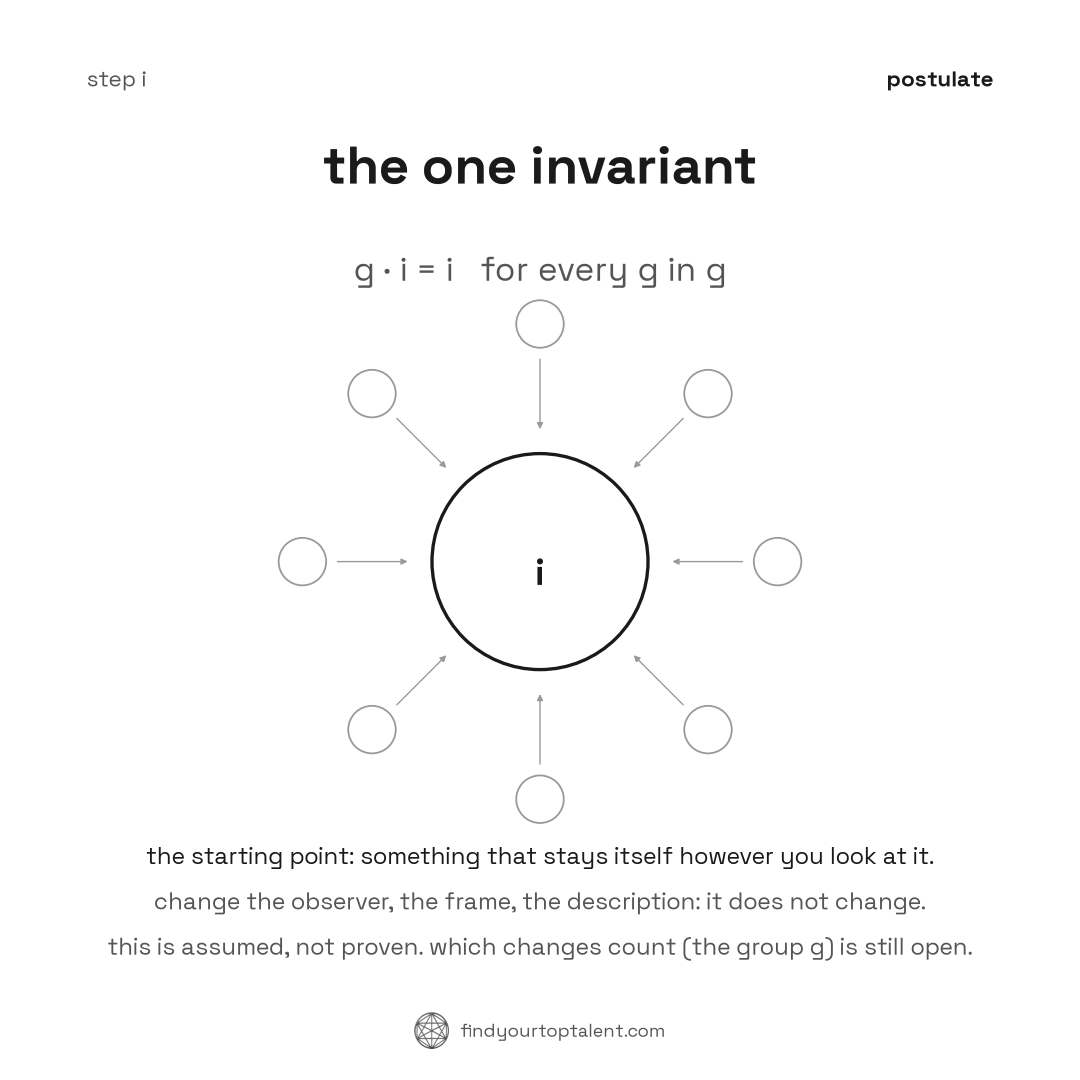 step i
postulate
the one invariant
g · i = i   for every g in g
i
the starting point: something that stays itself however you look at it.
change the observer, the frame, the description: it does not change.
this is assumed, not proven. which changes count (the group g) is still open.
findyourtoptalent.com